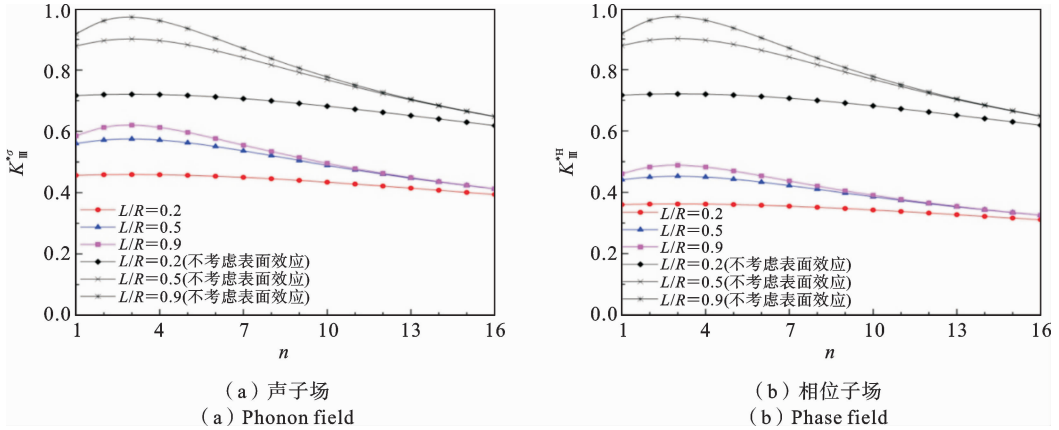 1.0
0.8
0.6
0.4
0.2
0.0
K*σⅢ
L/R=0.2
L/R=0.5
L/R=0.9
L/R=0.2(不考虑表面效应)
L/R=0.5(不考虑表面效应)
L/R=0.9(不考虑表面效应)
1 4 7 10 13 16
n
(a)声子场
(a)Phonon field
1.0
0.8
0.6
0.4
0.2
0.0
K*HⅢ
L/R=0.2
L/R=0.5
L/R=0.9
L/R=0.2(不考虑表面效应)
L/R=0.5(不考虑表面效应)
L/R=0.9(不考虑表面效应)
1 4 7 10 13 16
n
(b)相位子场
(b)Phase field